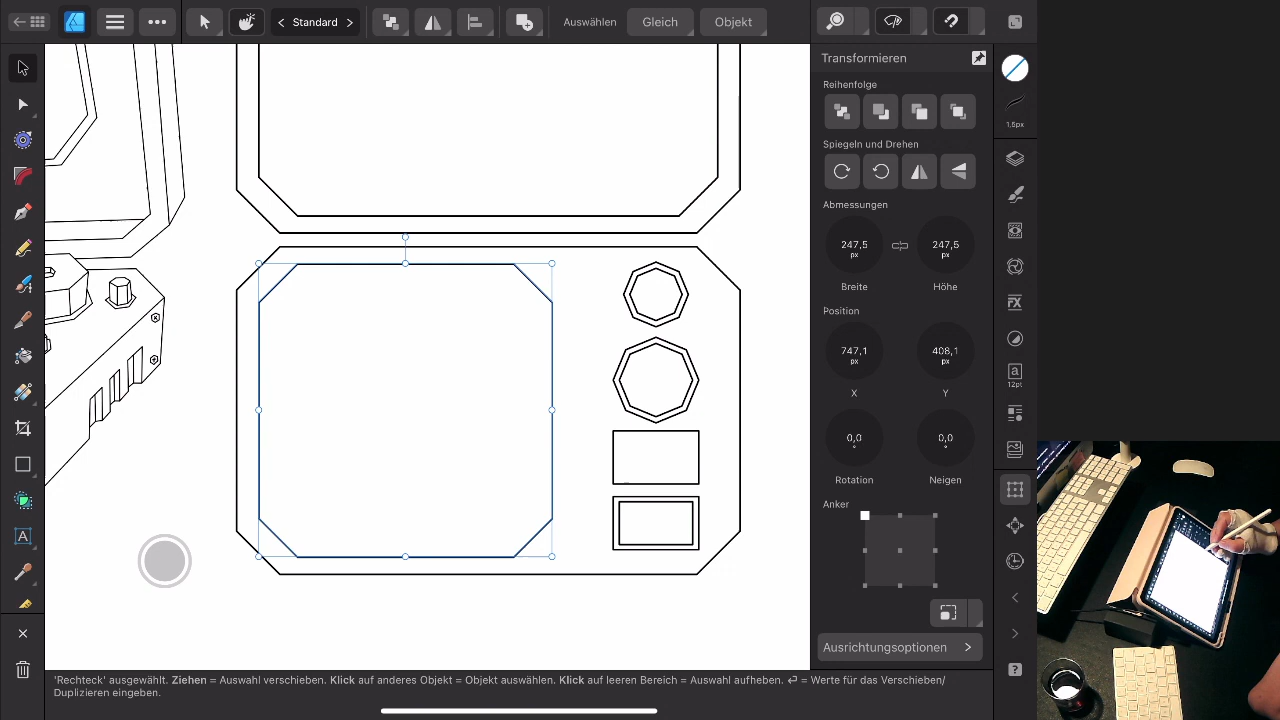 Standard
Auswählen
Gleich
Objekt
Transformieren
Reihenfolge
1,5px
Spiegeln und Drehen
Abmessungen
247,5
px
247,5
px
Breite
Höhe
Position
747,1
px
408,1
px
X
Y
a
12pt
0,0
°
0,0
°
Rotation
Neigen
Anker
FX
A
Ausrichtungsoptionen
?
'Rechteck' ausgewählt. Ziehen = Auswahl verschieben. Klick auf anderes Objekt = Objekt auswählen. Klick auf leeren Bereich = Auswahl aufheben. ⏎ = Werte für das Verschieben/
Duplizieren eingeben.